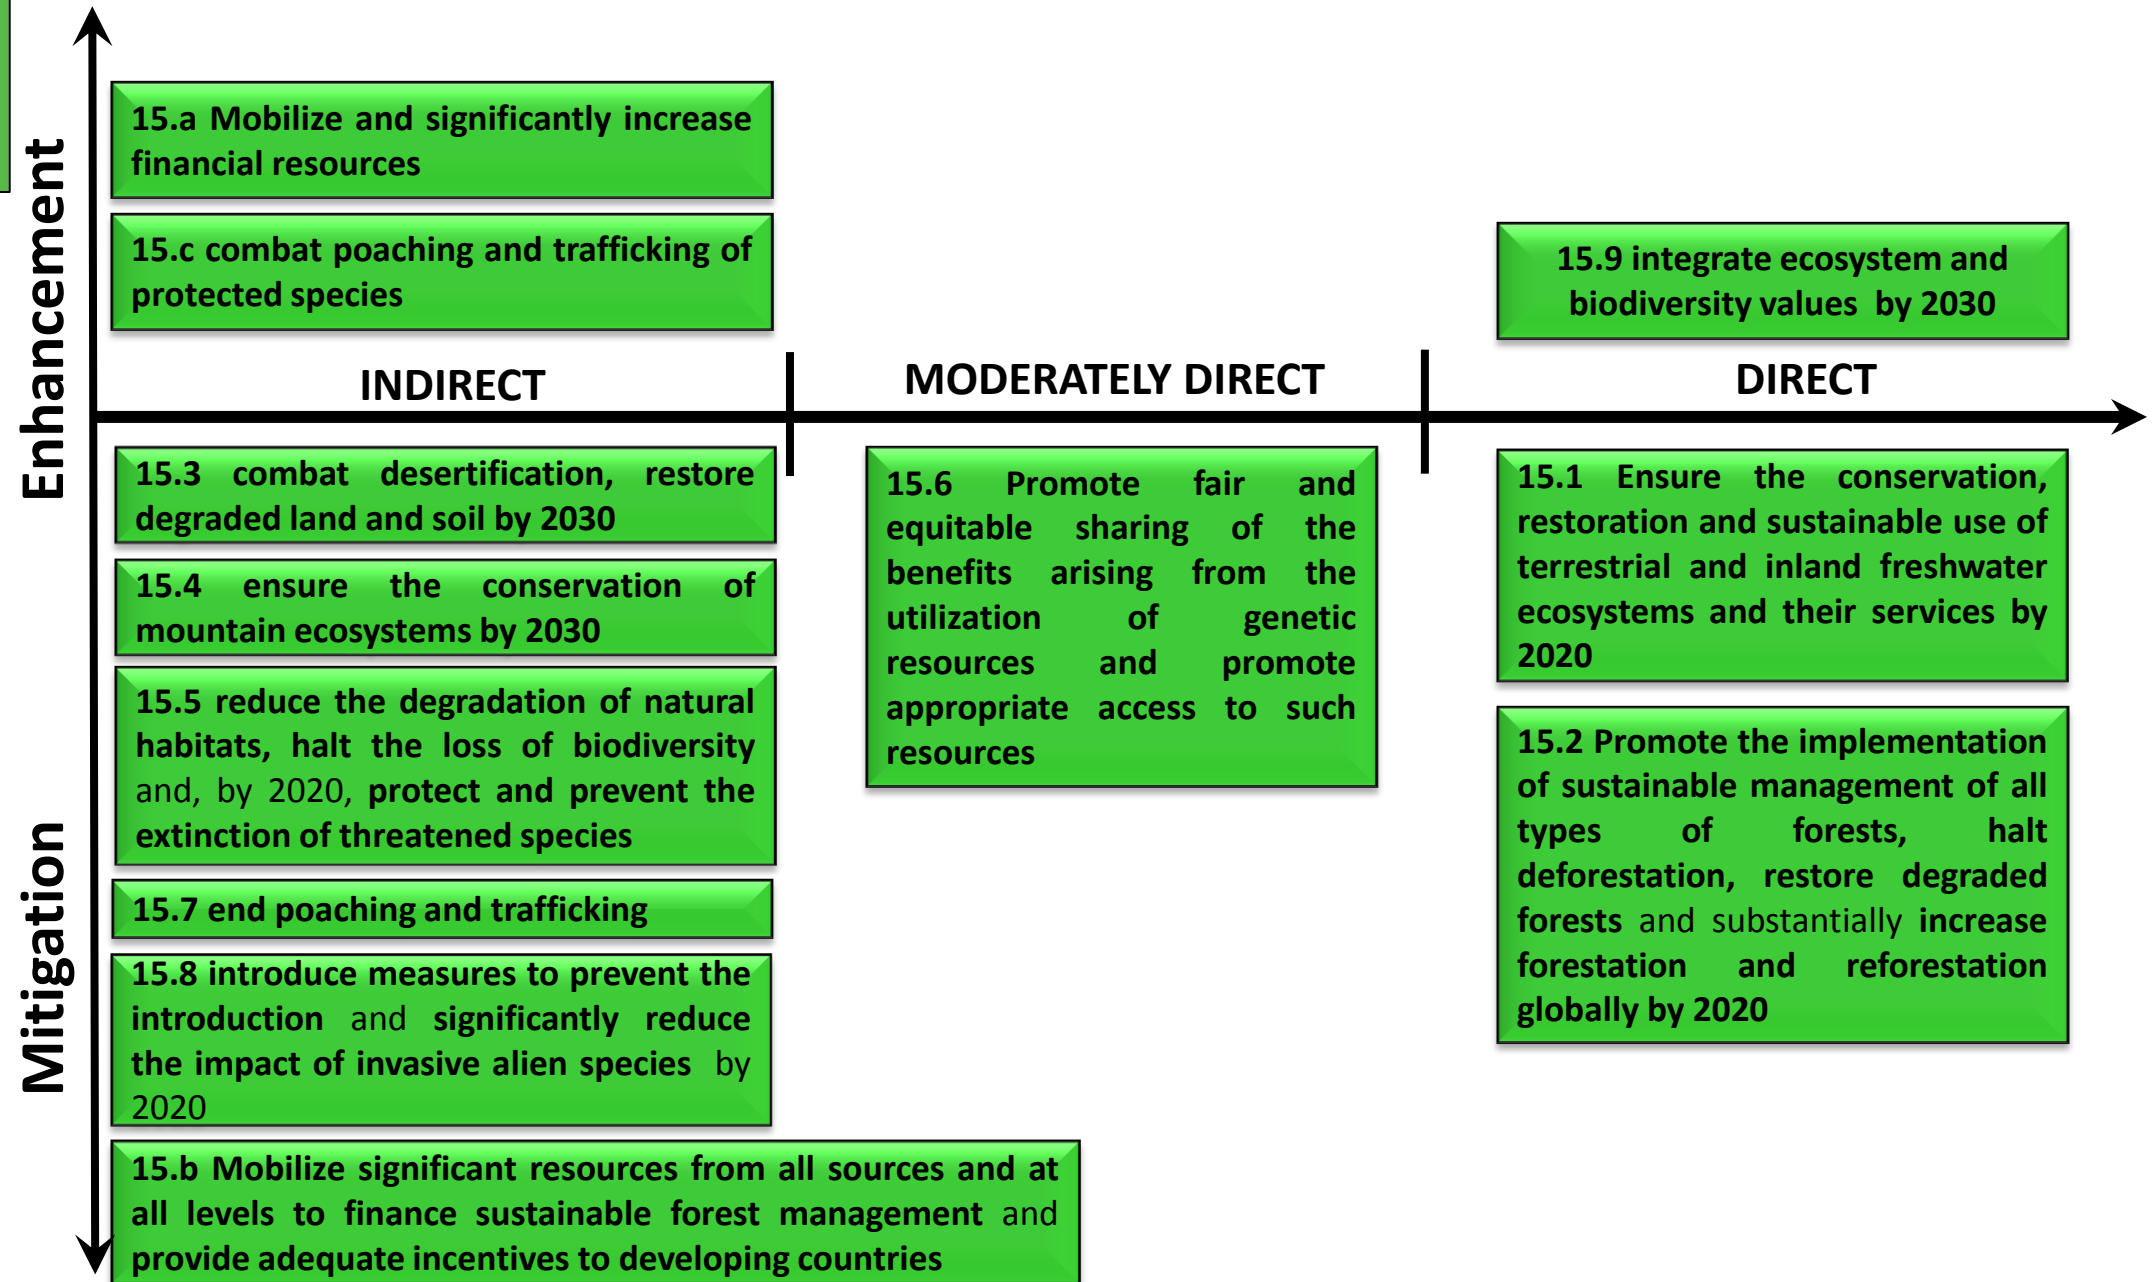 Enhancement
15.a Mobilize and significantly increase
financial resources
15.c combat poaching and trafficking of
protected species
15.9 integrate ecosystem and
biodiversity values by 2030
INDIRECT
MODERATELY DIRECT
DIRECT
Mitigation
15.3 combat desertification, restore
degraded land and soil by 2030
15.4 ensure the conservation of
mountain ecosystems by 2030
15.5 reduce the degradation of natural
habitats, halt the loss of biodiversity
and, by 2020, protect and prevent the
extinction of threatened species
15.7 end poaching and trafficking
15.8 introduce measures to prevent the
introduction and significantly reduce
the impact of invasive alien species by
2020
15.b Mobilize significant resources from all sources and at
all levels to finance sustainable forest management and
provide adequate incentives to developing countries
15.6 Promote fair and
equitable sharing of the
benefits arising from the
utilization of genetic
resources and promote
appropriate access to such
resources
15.1 Ensure the conservation,
restoration and sustainable use of
terrestrial and inland freshwater
ecosystems and their services by
2020
15.2 Promote the implementation
of sustainable management of all
types of forests, halt
deforestation, restore degraded
forests and substantially increase
forestation and reforestation
globally by 2020